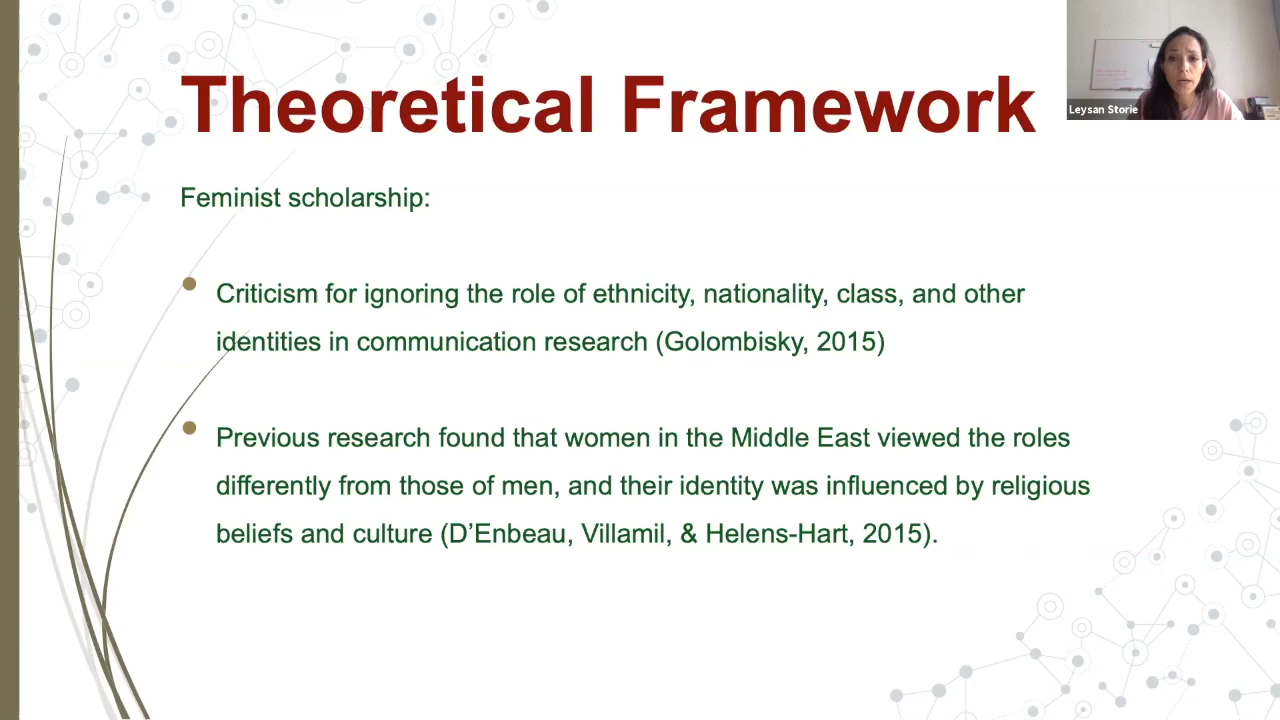 Theoretical Framework
Leysan Storie
Feminist scholarship:
Criticism for ignoring the role of ethnicity, nationality, class, and other
identities in communication research (Golombisky, 2015)
Previous research found that women in the Middle East viewed the roles
differently from those of men, and their identity was influenced by religious
beliefs and culture (D’Enbeau, Villamil, & Helens-Hart, 2015).